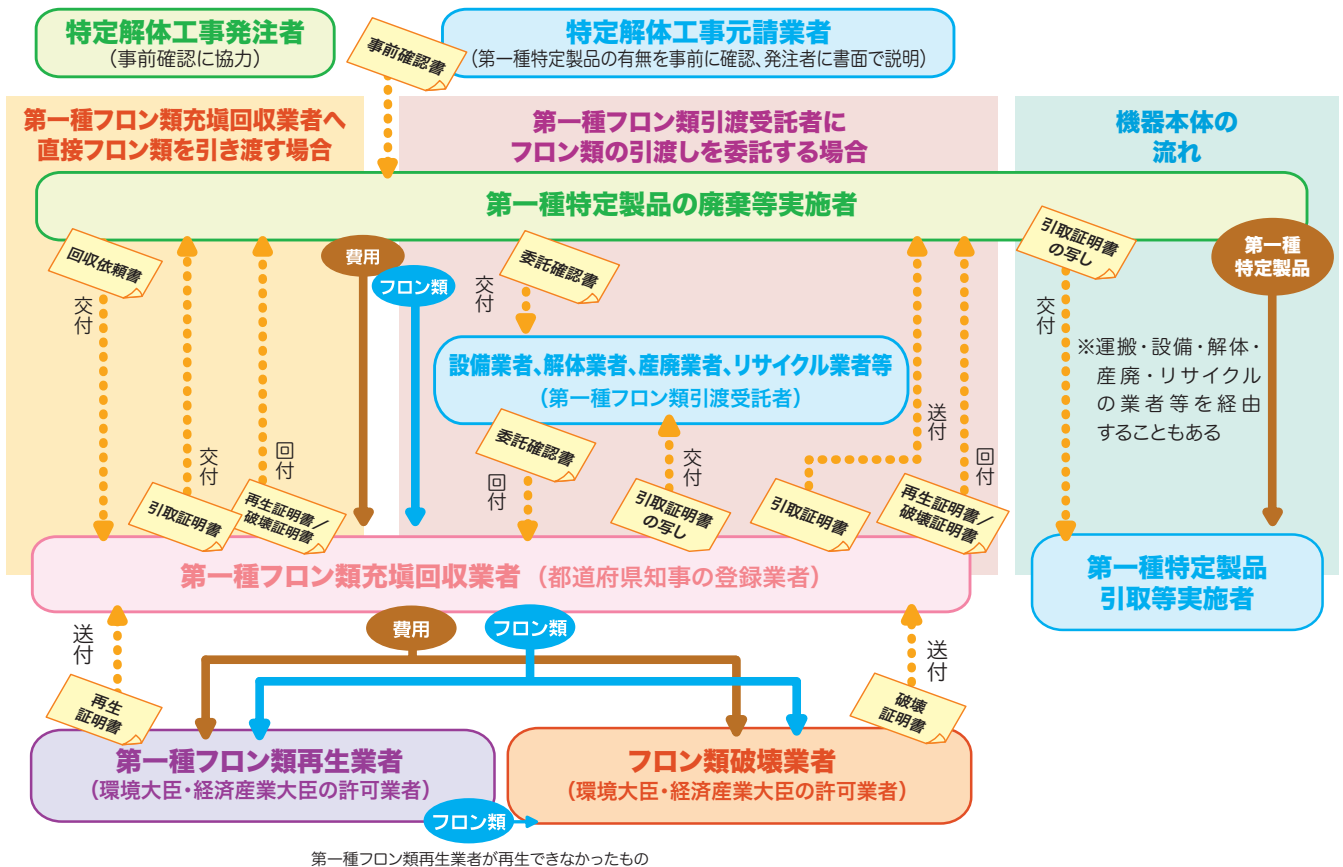 特定解体工事発注者
（事前確認に協力）
事前確認書
特定解体工事元請業者
（第一種特定製品の有無を事前に確認、発注者に書面で説明）
第一種フロン類充塡回収業者へ
直接フロン類を引き渡す場合
第一種フロン類引渡受託者に
フロン類の引渡しを委託する場合
機器本体の
流れ
第一種特定製品の廃棄等実施者
回収依頼書
交付
引取証明書
交付
再生証明書／
破壊証明書
回付
費用
フロン類
委託確認書
交付
設備業者、解体業者、産廃業者、リサイクル業者等
（第一種フロン類引渡受託者）
委託確認書
回付
引取証明書
の写し
交付
引取証明書
送付
再生証明書／
破壊証明書
回付
引取証明書
の写し
交付
第一種
特定製品
※運搬・設備・解体・
産廃・リサイクル
の業者等を経由
することもある
第一種フロン類充塡回収業者（都道府県知事の登録業者）
第一種特定製品
引取等実施者
費用
フロン類
送付
再生
証明書
送付
破壊
証明書
第一種フロン類再生業者
（環境大臣・経済産業大臣の許可業者）
フロン類破壊業者
（環境大臣・経済産業大臣の許可業者）
フロン類
第一種フロン類再生業者が再生できなかったもの